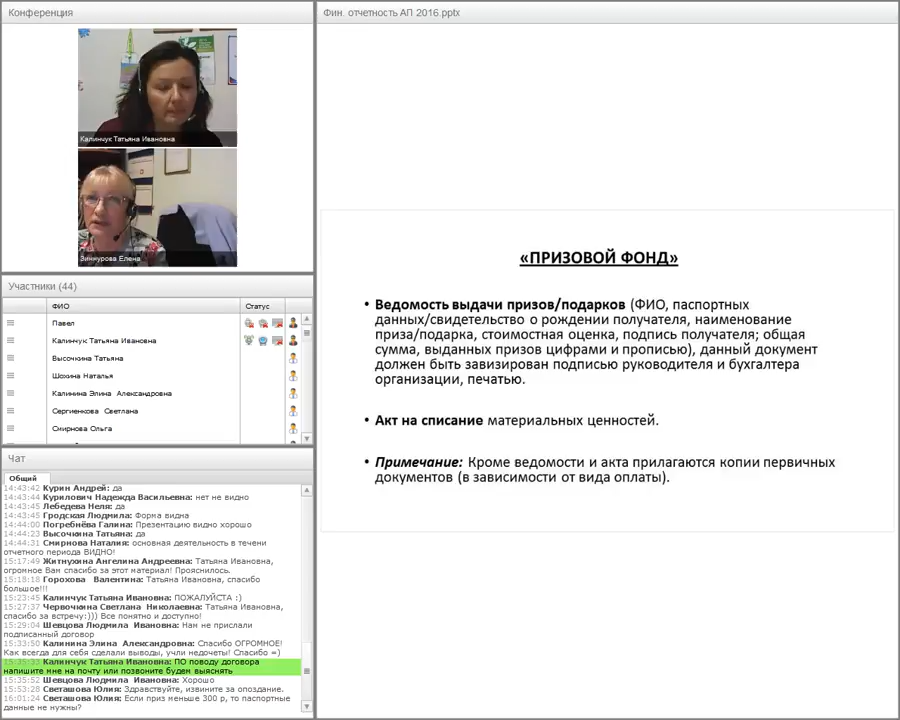 Конференция
Калинчук Татьяна Ивановна
Зиннурова Елена
Участники (44)
ФИО
Статус
Павел
Калинчук Татьяна Ивановна
Высочкина Татьяна
Шохина Наталья
Калинина Элина Александровна
Сергиенкова Светлана
Смирнова Ольга
Чат
Общий
14:43:42 Курин Андрей: да
14:43:44 Курилович Надежда Васильевна: нет не видно
14:43:45 Лебедева Неля: да
14:43:45 Гродская Людмила: Форма видна
14:44:00 Погребнёва Галина: Презентацию видно хорошо
14:44:23 Высочкина Татьяна: да
14:44:31 Смирнова Наталия: основная деятельность в течени
отчетного периода ВИДНО!
15:17:49 Житнухина Ангелина Андреевна: Татьяна Ивановна,
огромное Вам спасибо за этот материал! Прояснилось.
15:18:18 Горохова Валентина: Татьяна Ивановна, спасибо
большое!!!
15:23:45 Калинчук Татьяна Ивановна: ПОЖАЛУЙСТА :)
15:27:37 Червочкина Светлана Николаевна: Татьяна Ивановна,
спасибо за встречу:))) Все понятно и доступно!
15:29:04 Шевцова Людмила Ивановна: Нам не прислали
подписанный договор
15:33:50 Калинина Элина Александровна: Спасибо ОГРОМНОЕ!
Как всегда для себя сделали выводы, учли недочеты! Спасибо =)
15:35:33 Калинчук Татьяна Ивановна: ПО поводу договора
напишите мне на почту или позвоните будем выяснять
15:35:52 Шевцова Людмила Ивановна: Хорошо
15:53:28 Светашова Юлия: Здравствуйте, извините за опоздание.
16:01:24 Светашова Юлия: Если приз меньше 300 р, то паспортные
данные не нужны?
Фин. отчетность АП 2016.pptx
«ПРИЗОВОЙ ФОНД»
• Ведомость выдачи призов/подарков (ФИО, паспортных
данных/свидетельство о рождении получателя, наименование
приза/подарка, стоимостная оценка, подпись получателя; общая
сумма, выданных призов цифрами и прописью), данный документ
должен быть завизирован подписью руководителя и бухгалтера
организации, печатью.
• Акт на списание материальных ценностей.
• Примечание: Кроме ведомости и акта прилагаются копии первичных
документов (в зависимости от вида оплаты).